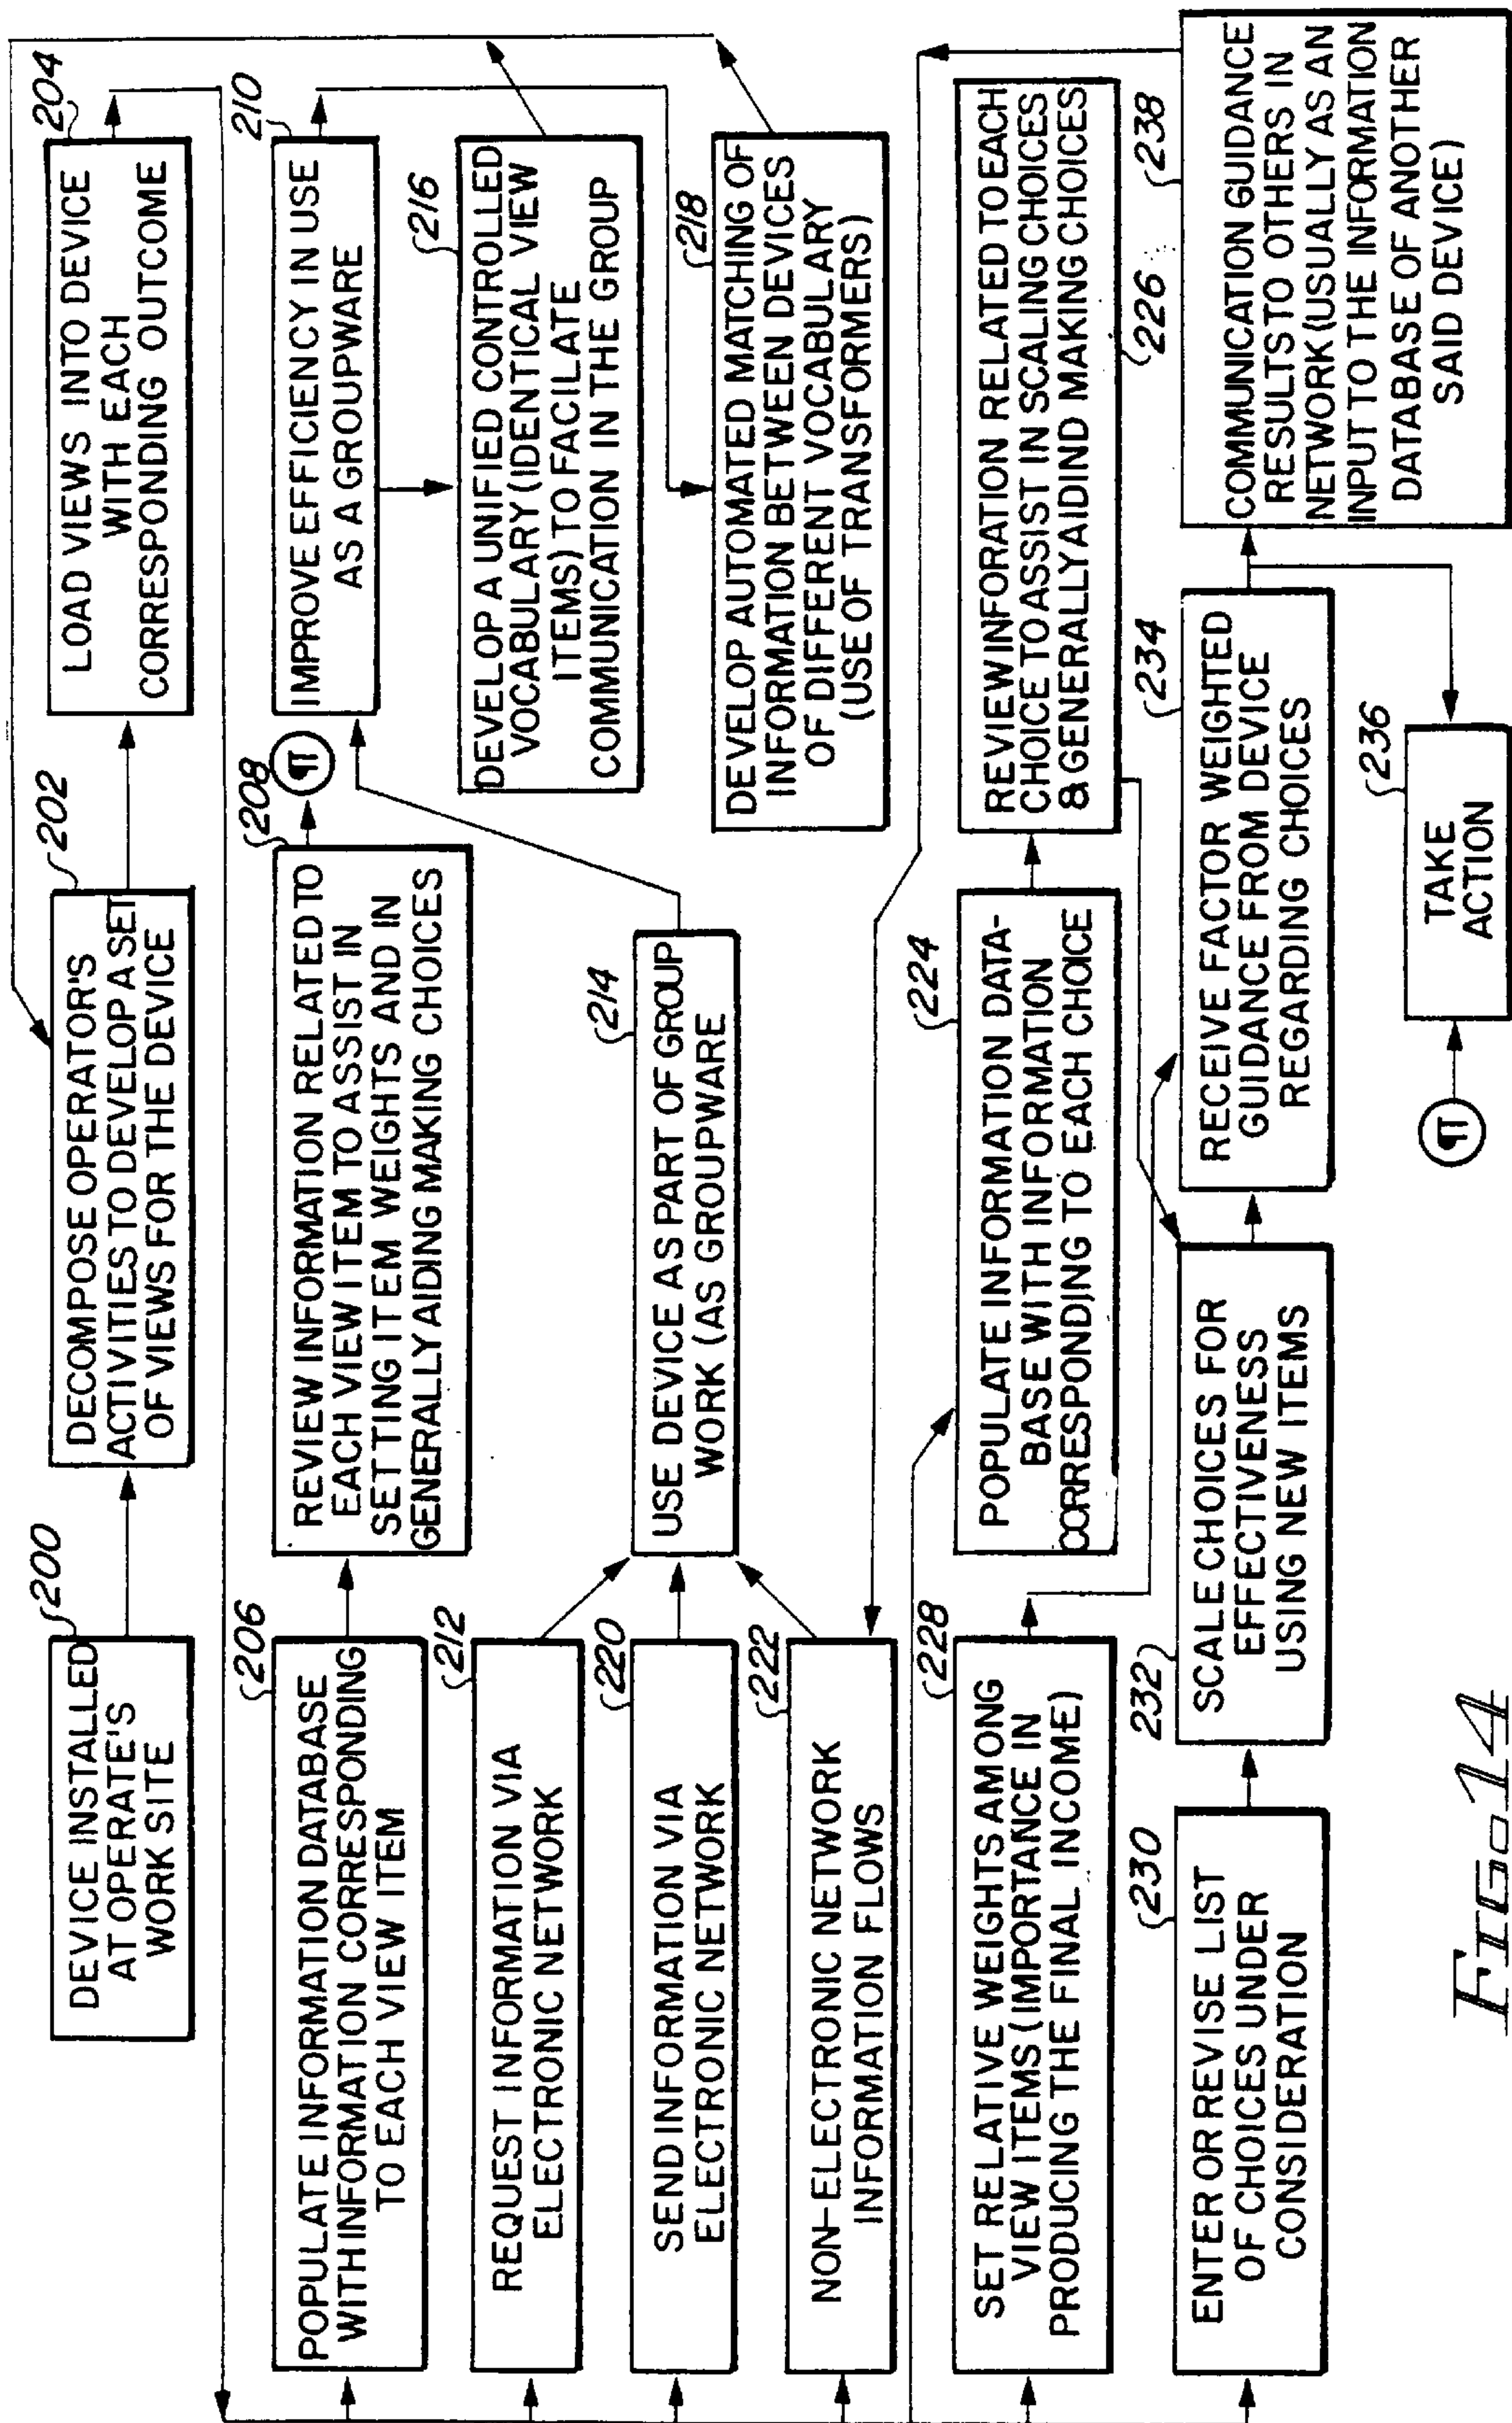 200
DEVICE INSTALLED
AT OPERATE'S
WORK SITE
202
DECOMPOSE OPERATOR'S
ACTIVITIES TO DEVELOP A SET
OF VIEWS FOR THE DEVICE
204
LOAD VIEWS INTO DEVICE
WITH EACH
CORRESPONDING OUTCOME
206
POPULATE INFORMATION DATABASE
WITH INFORMATION CORRESPONDING
TO EACH VIEW ITEM
208
REVIEW INFORMATION RELATED TO
EACH VIEW ITEM TO ASSIST IN
SETTING ITEM WEIGHTS AND IN
GENERALLY AIDING MAKING CHOICES
¶
210
IMPROVE EFFICIENCY IN USE
AS A GROUPWARE
212
REQUEST INFORMATION VIA
ELECTRONIC NETWORK
214
USE DEVICE AS PART OF GROUP
WORK (AS GROUPWARE
216
DEVELOP A UNIFIED CONTROLLED
VOCABULARY (IDENTICAL VIEW
ITEMS) TO FACILIATE
COMMUNICATION IN THE GROUP
218
DEVELOP AUTOMATED MATCHING OF
INFORMATION BETWEEN DEVICES
OF DIFFERENT VOCABULARY
(USE OF TRANSFORMERS)
220
SEND INFORMATION VIA
ELECTRONIC NETWORK
222
NON-ELECTRONIC NETWORK
INFORMATION FLOWS
228
SET RELATIVE WEIGHTS AMONG
VIEW ITEMS (IMPORTANCE IN
PRODUCING THE FINAL INCOME)
224
POPULATE INFORMATION DATA-
BASE WITH INFORMATION
CORRESPONDING TO EACH CHOICE
REVIEW INFORATION RELATED TO EACH
CHOICE TO ASSIST IN SCALING CHOICES
& GENERALLY AIDIND MAKING CHOICES
226
230
ENTER OR REVISE LIST
OF CHOICES UNDER
CONSIDERATION
232
SCALE CHOICES FOR
EFFECTIVENESS
USING NEW ITEMS
234
RECEIVE FACTOR WEIGHTED
GUIDANCE FROM DEVICE
REGARDING CHOICES
238
COMMUNICATION GUIDANCE
RESULTS TO OTHERS IN
NETWORK (USUALLY AS AN
INPUT TO THE INFORMATION
DATABASE OF ANOTHER
SAID DEVICE)
¶
236
TAKE
ACTION
FIG. 14